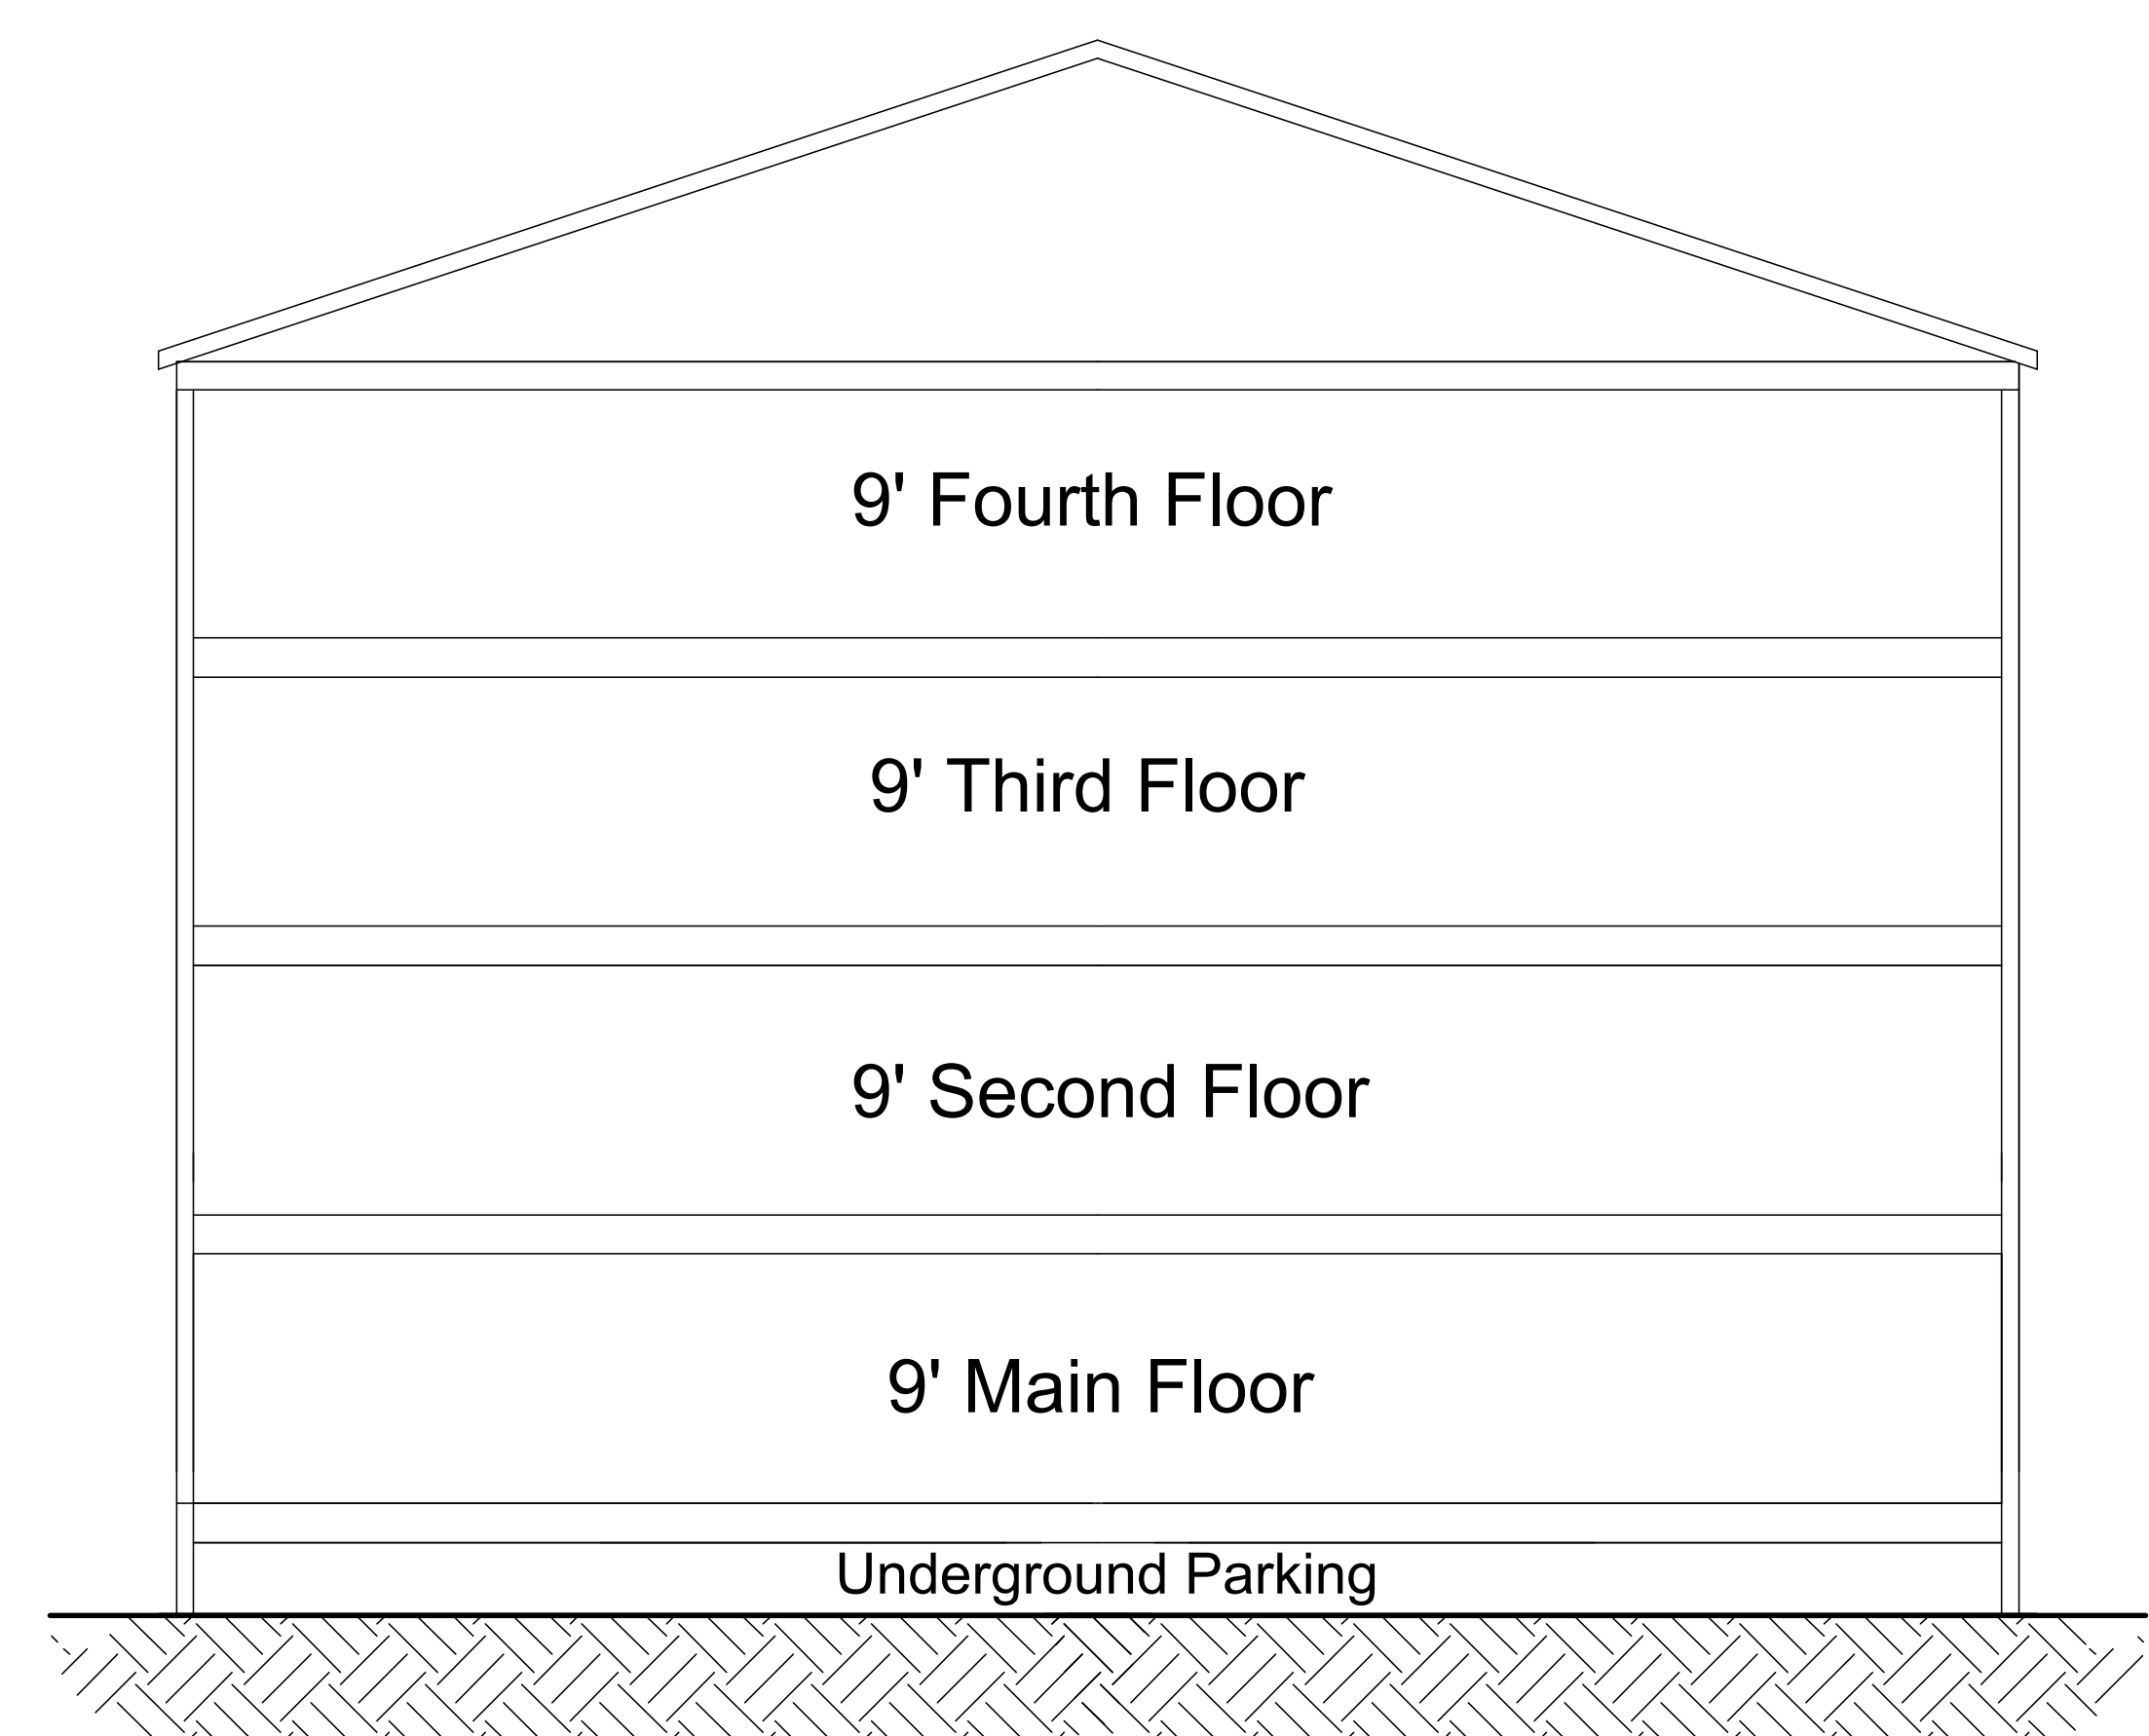 9' Fourth Floor
9' Third Floor
9' Second Floor
9' Main Floor
Underground Parking